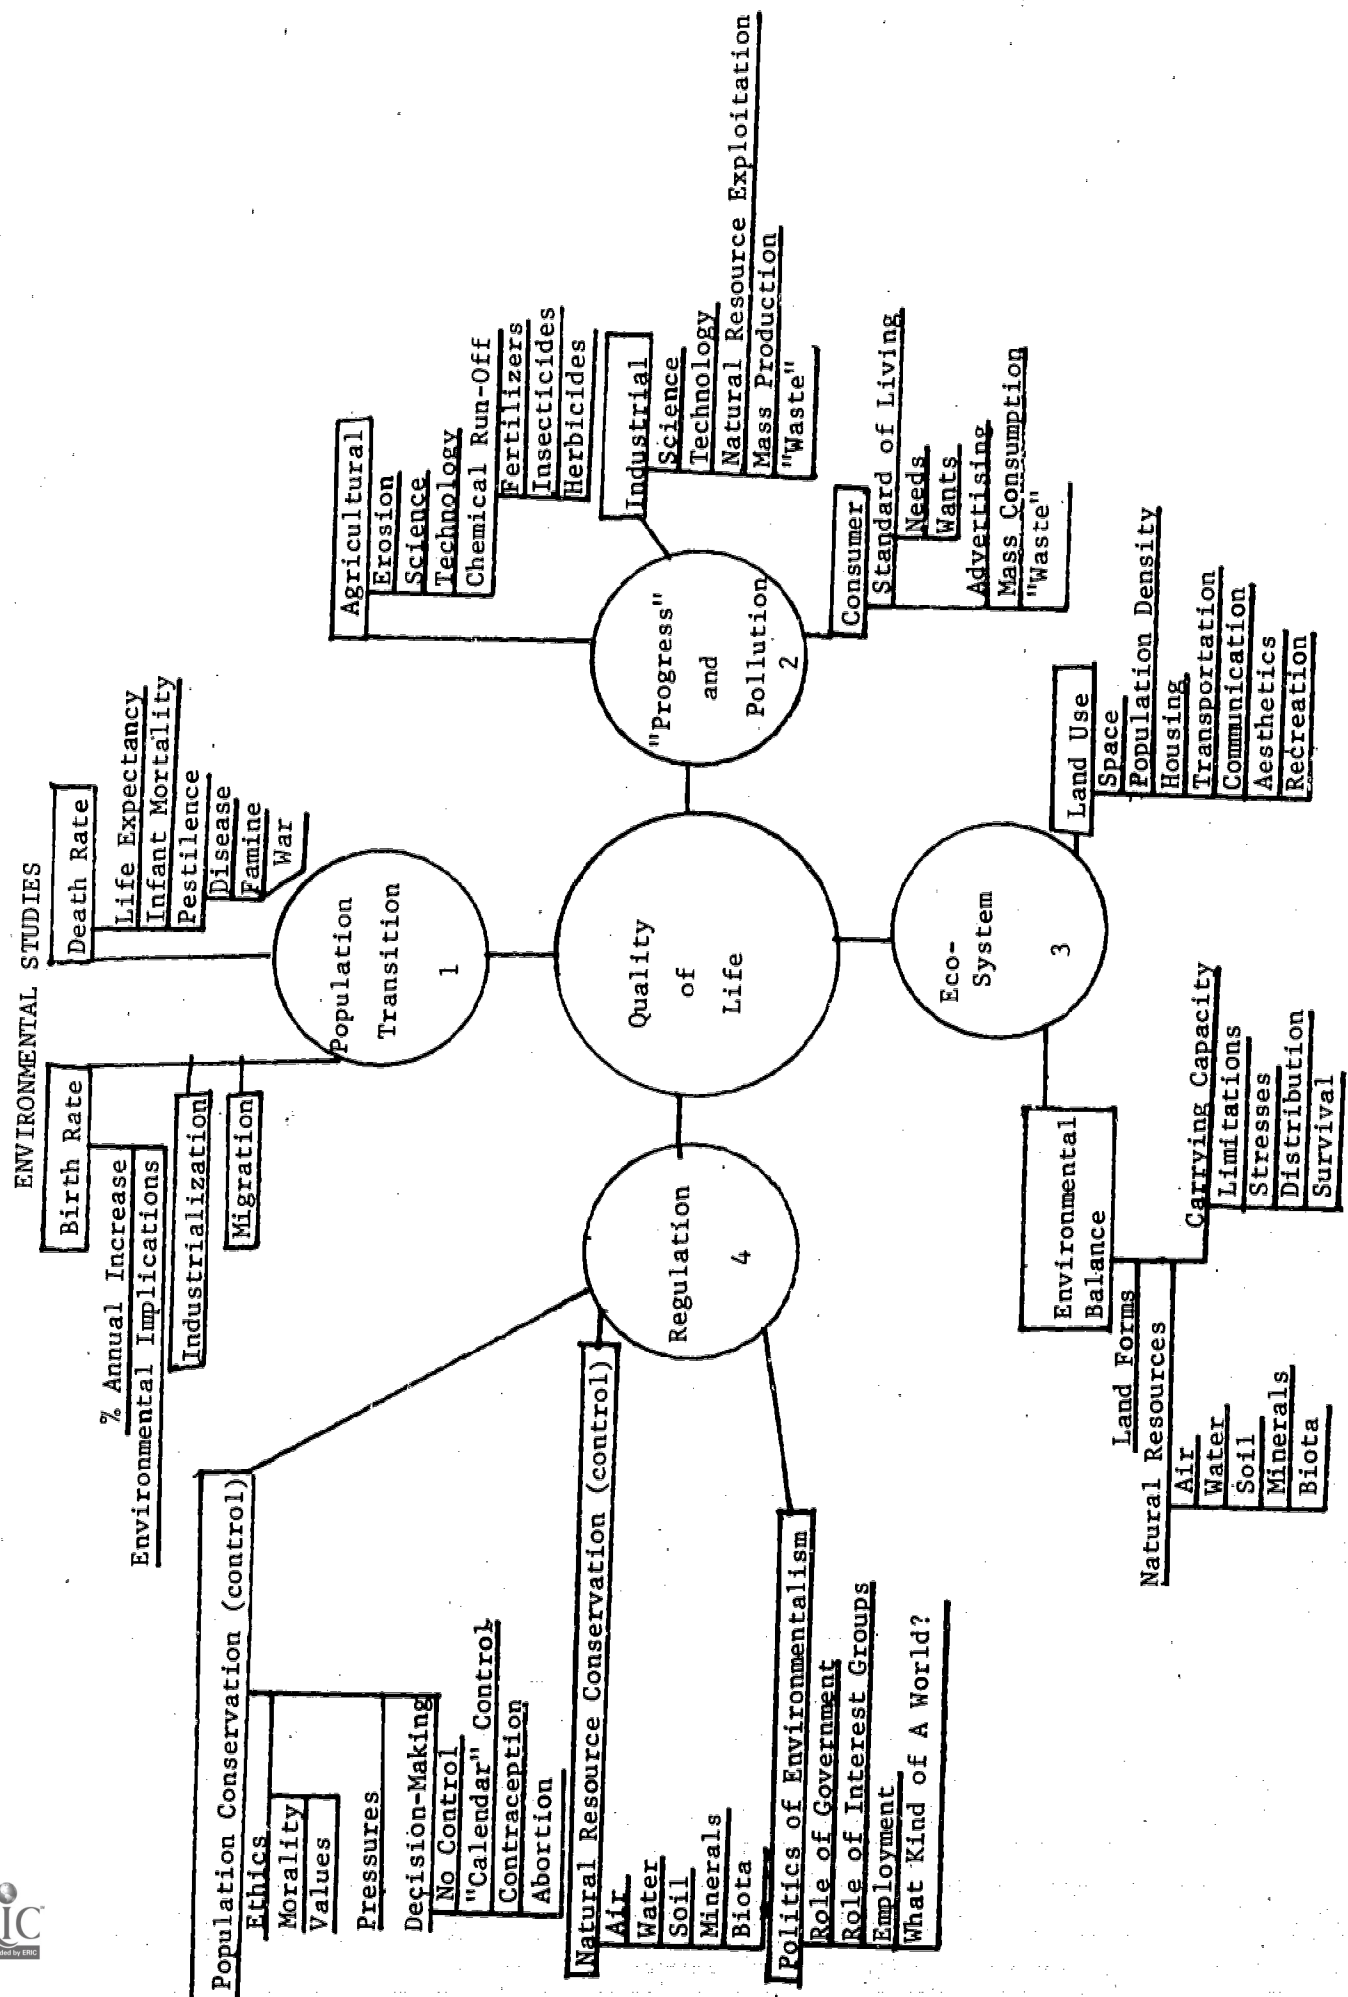 ENVIRONMENTAL STUDIES
Birth Rate
% Annual Increase
Environmental Implications
Industrialization
Migration
Death Rate
Life Expectancy
Infant Mortality
Pestilence
Disease
Famine
War
Population
Transition
1
Agricultural
Erosion
Science
Technology
Chemical Run-Off
Fertilizers
Insecticides
Herbicides
Industrial
Science
Technology
Natural Resource Exploitation
Mass Production
"Waste"
"Progress"
and
Pollution
2
Consumer
Standard of Living
Needs
Wants
Advertising
Mass Consumption
"Waste"
Quality
of
Life
Eco-
System
3
Land Use
Space
Population Density
Housing
Transportation
Communication
Aesthetics
Recreation
Environmental
Balance
Land Forms
Natural Resources
Air
Water
Soil
Minerals
Biota
Carrying Capacity
Limitations
Stresses
Distribution
Survival
Regulation
4
Population Conservation (control)
Ethics
Morality
Values
Pressures
Decision-Making
No Control
"Calendar" Control
Contraception
Abortion
Natural Resource Conservation (control)
Air
Water
Soil
Minerals
Biota
Politics of Environmentalism
Role of Government
Role of Interest Groups
Employment
What Kind of A World?